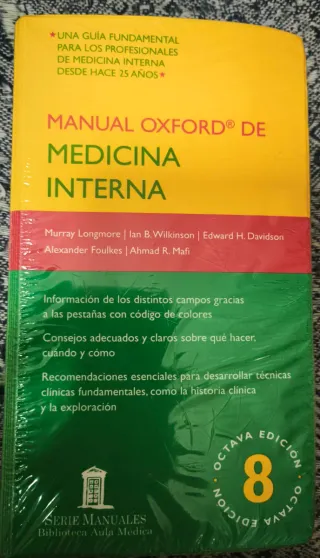 ★UNA GUÍA FUNDAMENTAL
PARA LOS PROFESIONALES
DE MEDICINA INTERNA
DESDE HACE 25 AÑOS★
MANUAL OXFORD® DE
MEDICINA
INTERNA
Murray Longmore | Ian B. Wilkinson | Edward H. Davidson
Alexander Foulkes | Ahmad R. Mafi
Información de los distintos campos gracias
a las pestañas con código de colores
Consejos adecuados y claros sobre qué hacer,
cuándo y cómo
Recomendaciones esenciales para desarrollar técnicas
clínicas fundamentales, como la historia clínica
y la exploración
OCTAVA EDICIÓN · OCTAVA EDICIÓN ·
8
SERIE MANUALES
Biblioteca Aula Médica